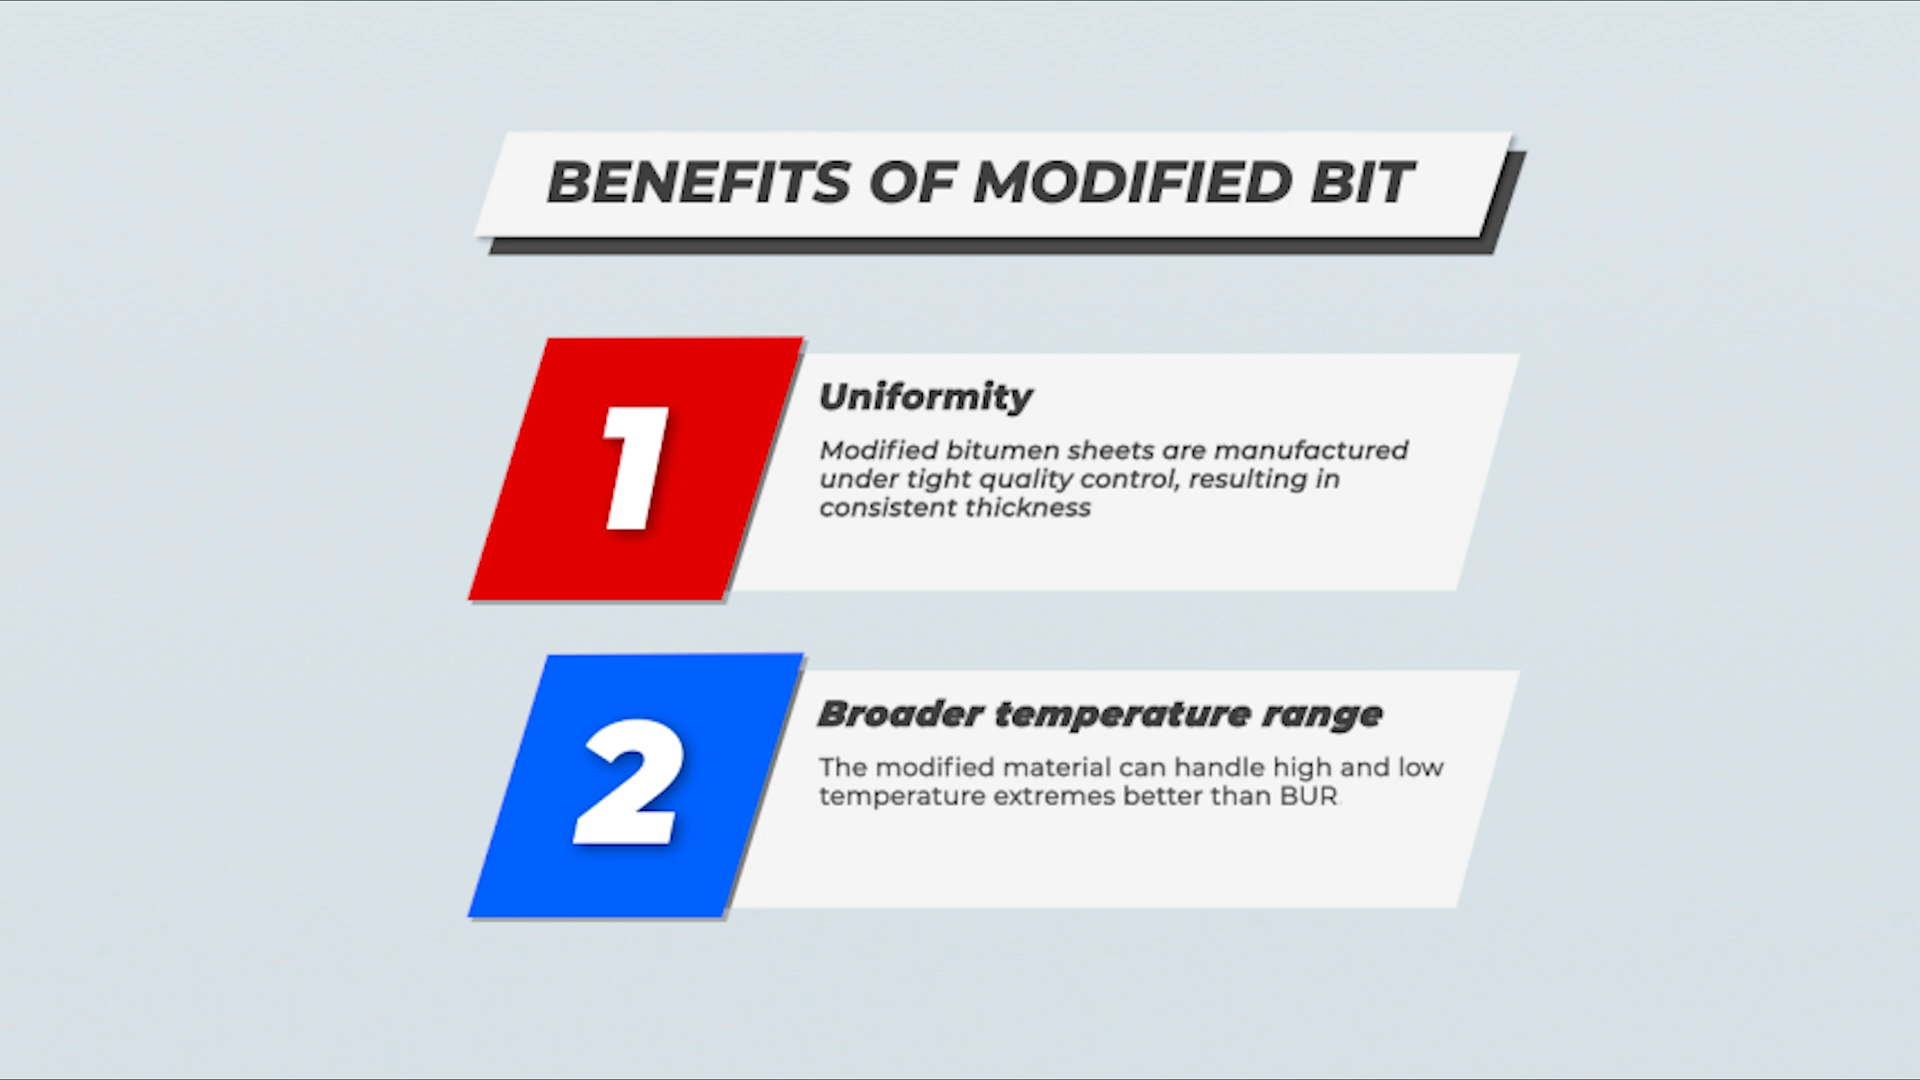 BENEFITS OF MODIFIED BIT
1
Uniformity
Modified bitumen sheets are manufactured
under tight quality control, resulting in
consistent thickness
2
Broader temperature range
The modified material can handle high and low
temperature extremes better than BUR.